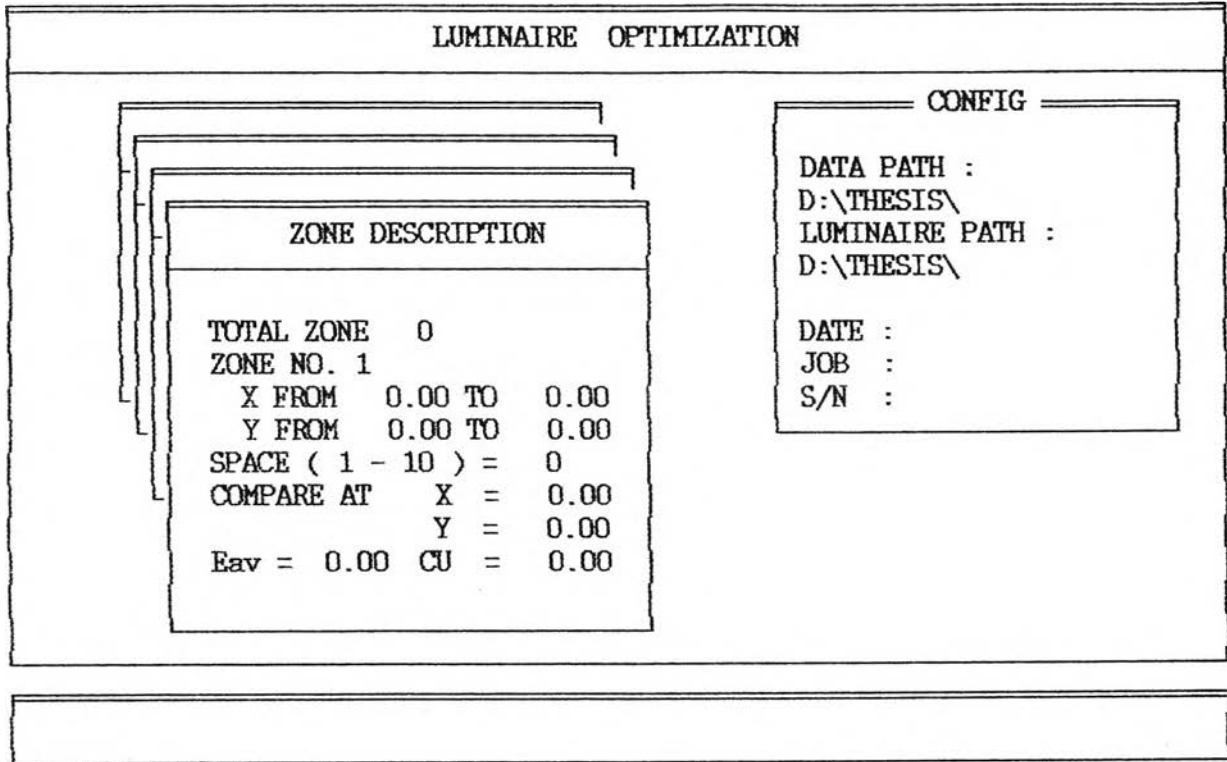 LUMINAIRE OPTIMIZATION
ZONE DESCRIPTION
TOTAL ZONE 0
ZONE NO. 1
X FROM 0.00 TO 0.00
Y FROM 0.00 TO 0.00
SPACE ( 1 - 10 ) = 0
COMPARE AT X = 0.00
Y = 0.00
Eav = 0.00 CU = 0.00
CONFIG
DATA PATH :
D:\THESIS\
LUMINAIRE PATH :
D:\THESIS\
DATE :
JOB :
S/N :